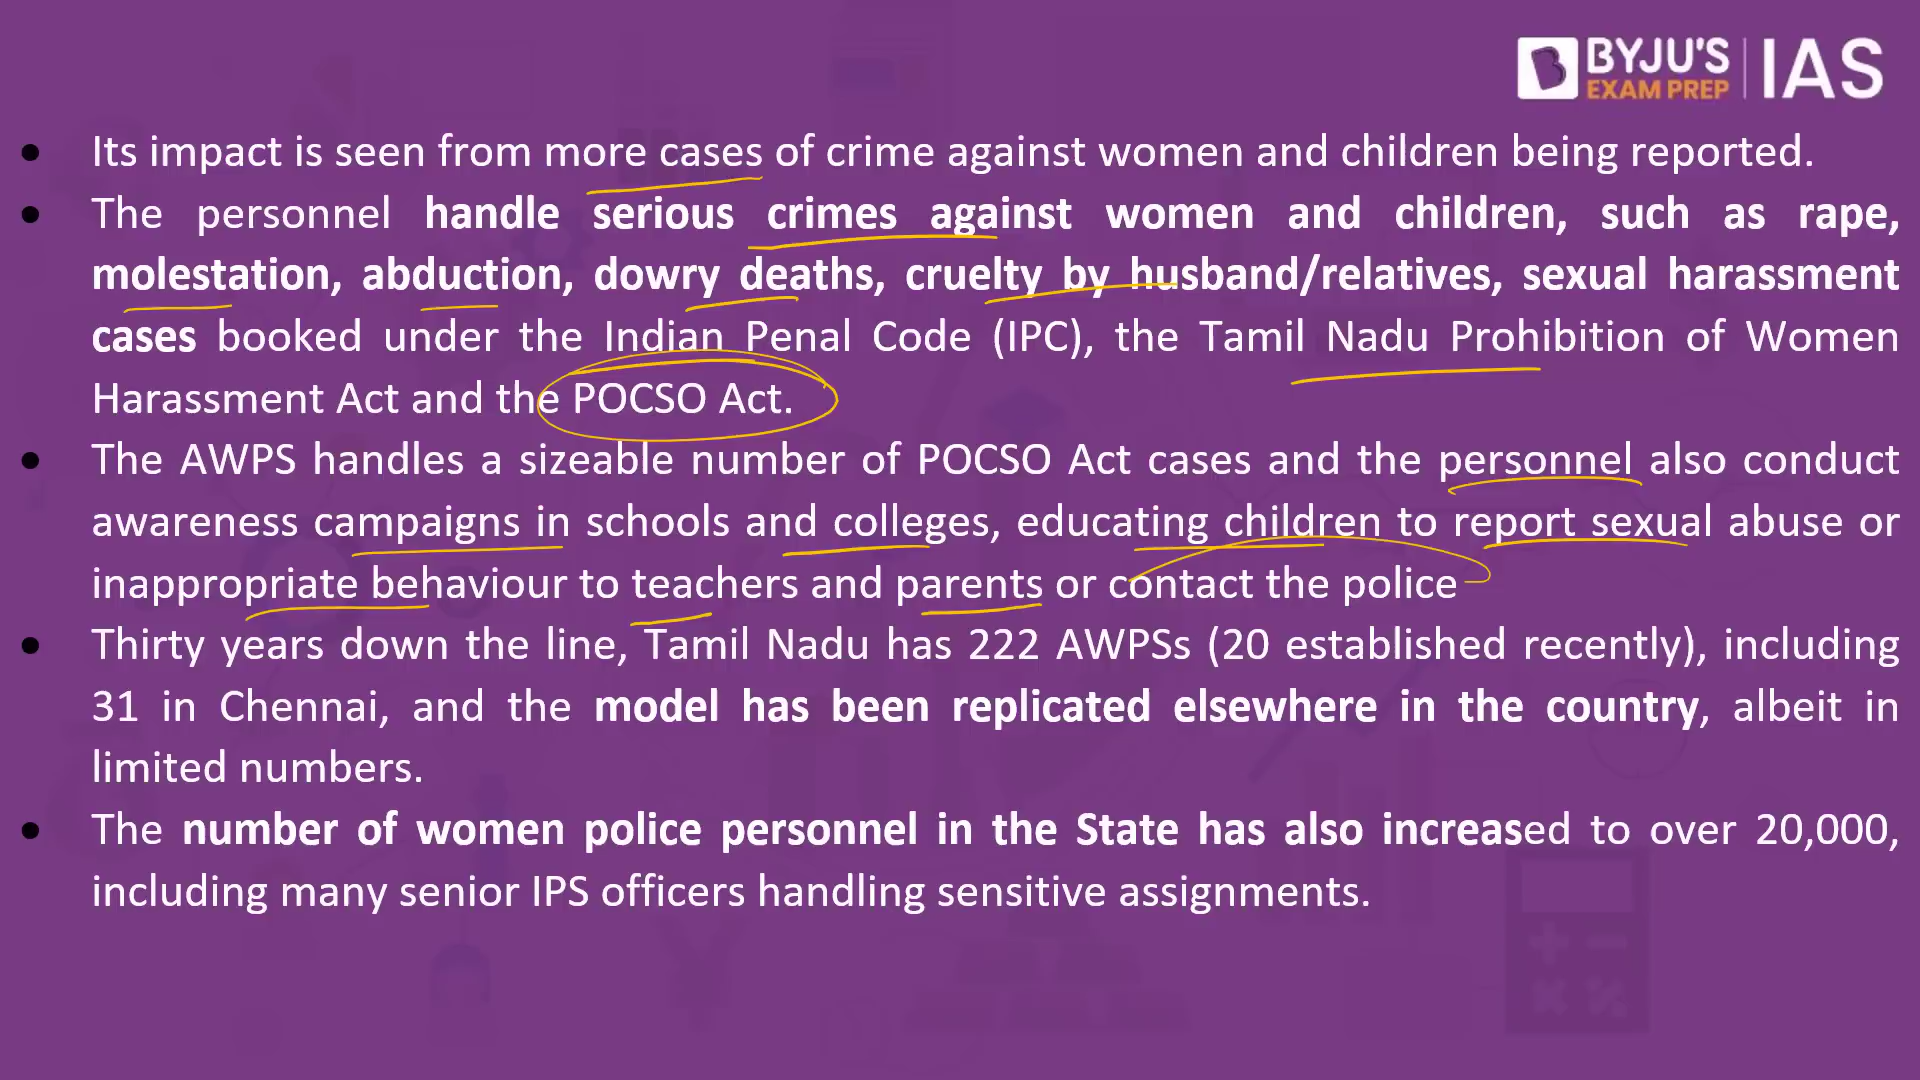 BYJU'S
EXAM PREP
IAS
• Its impact is seen from more cases of crime against women and children being reported.
• The personnel handle serious crimes against women and children, such as rape,
molestation, abduction, dowry deaths, cruelty by husband/relatives, sexual harassment
cases booked under the Indian Penal Code (IPC), the Tamil Nadu Prohibition of Women
Harassment Act and the POCSO Act.
• The AWPS handles a sizeable number of POCSO Act cases and the personnel also conduct
awareness campaigns in schools and colleges, educating children to report sexual abuse or
inappropriate behaviour to teachers and parents or contact the police
• Thirty years down the line, Tamil Nadu has 222 AWPSs (20 established recently), including
31 in Chennai, and the model has been replicated elsewhere in the country, albeit in
limited numbers.
• The number of women police personnel in the State has also increased to over 20,000,
including many senior IPS officers handling sensitive assignments.